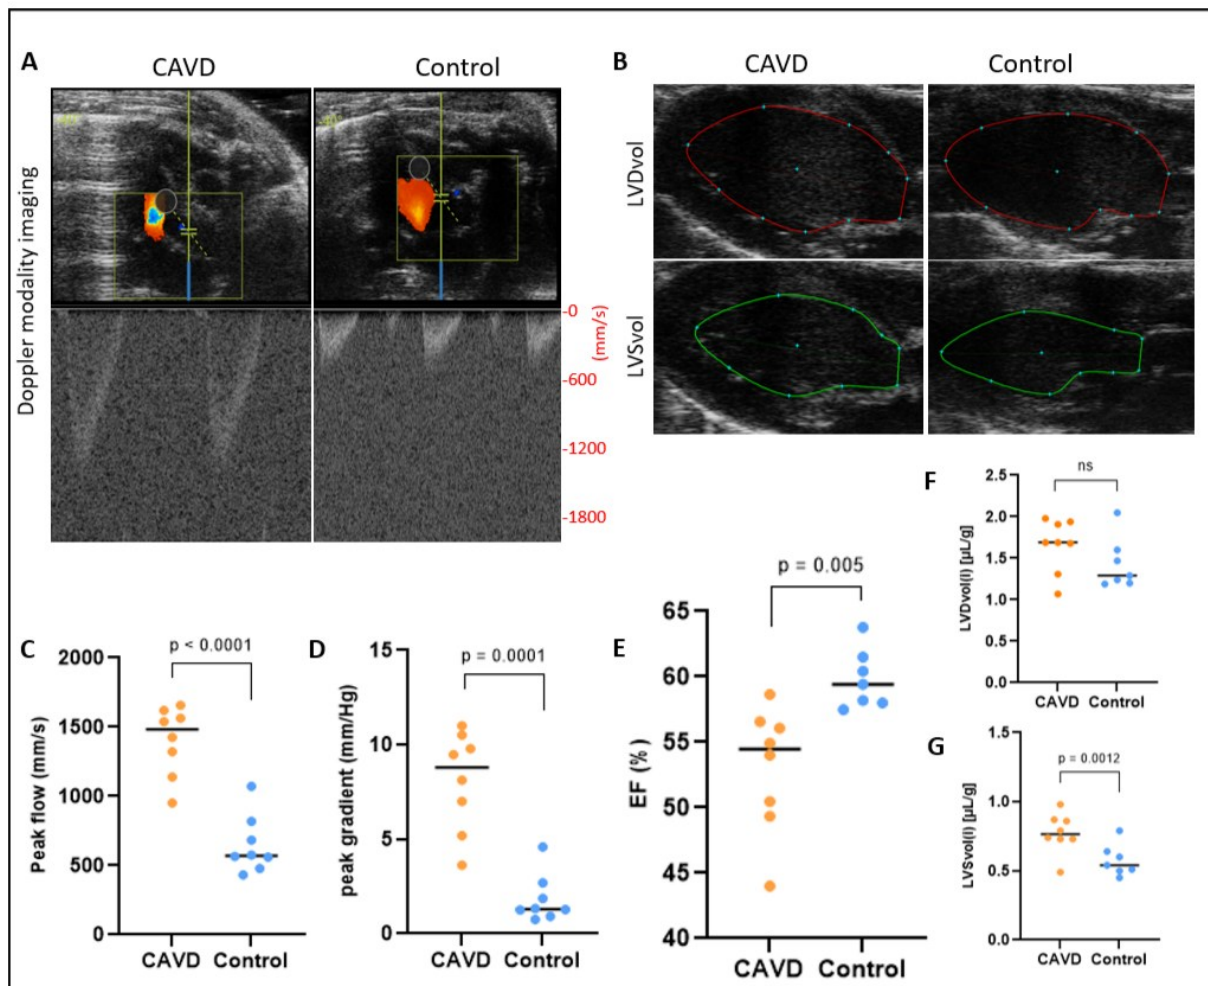 A
CAVD
Control
Doppler modality imaging
-0
(mm/s)
-600
-1200
-1800
B
CAVD
Control
LVDvol
LVSvol
C
p < 0.0001
Peak flow (mm/s)
2000
1500
1000
500
0
CAVD
Control
D
p = 0.0001
peak gradient (mm/Hg)
15
10
5
0
CAVD
Control
E
p = 0.005
EF (% )
65
60
55
50
45
40
CAVD
Control
F
ns
LVDvol(i) [µL/g]
2.5
2.0
1.5
1.0
0.5
0.0
CAVD
Control
G
p = 0.0012
LVSvol(i) [µL/g]
1.0
0.5
0.0
CAVD
Control